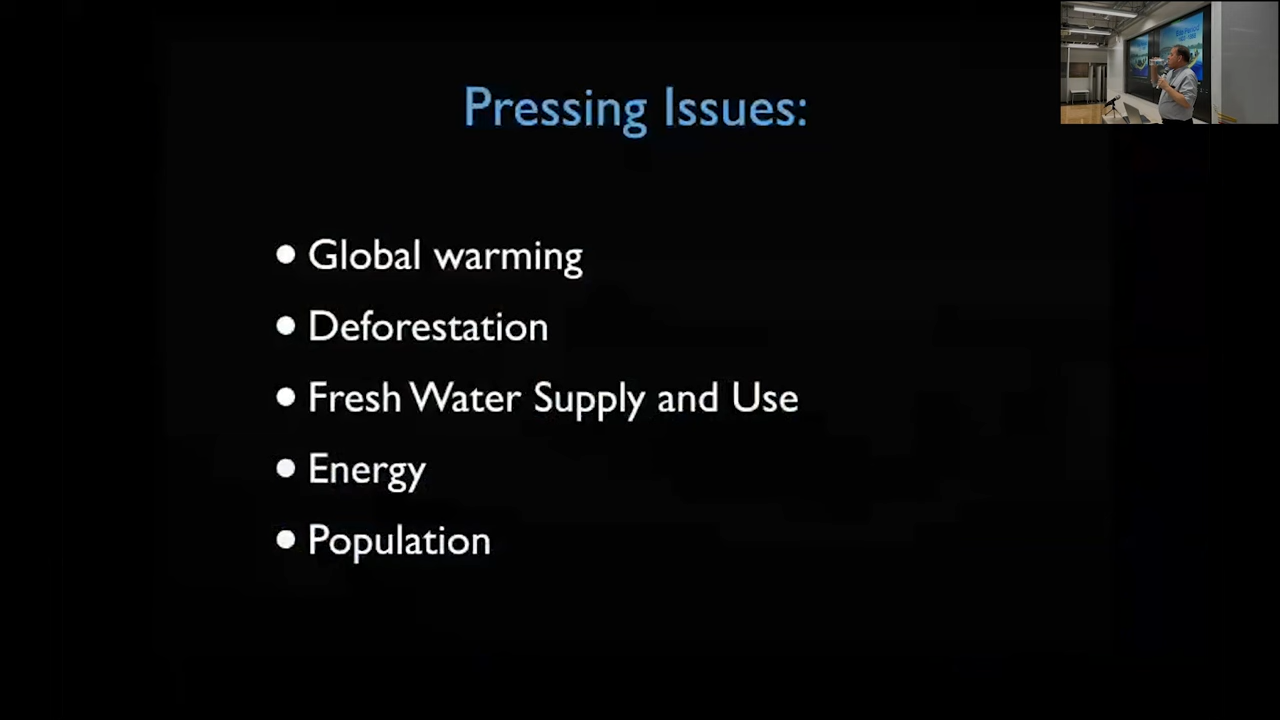 Pressing Issues:
• Global warming
• Deforestation
• Fresh Water Supply and Use
• Energy
• Population